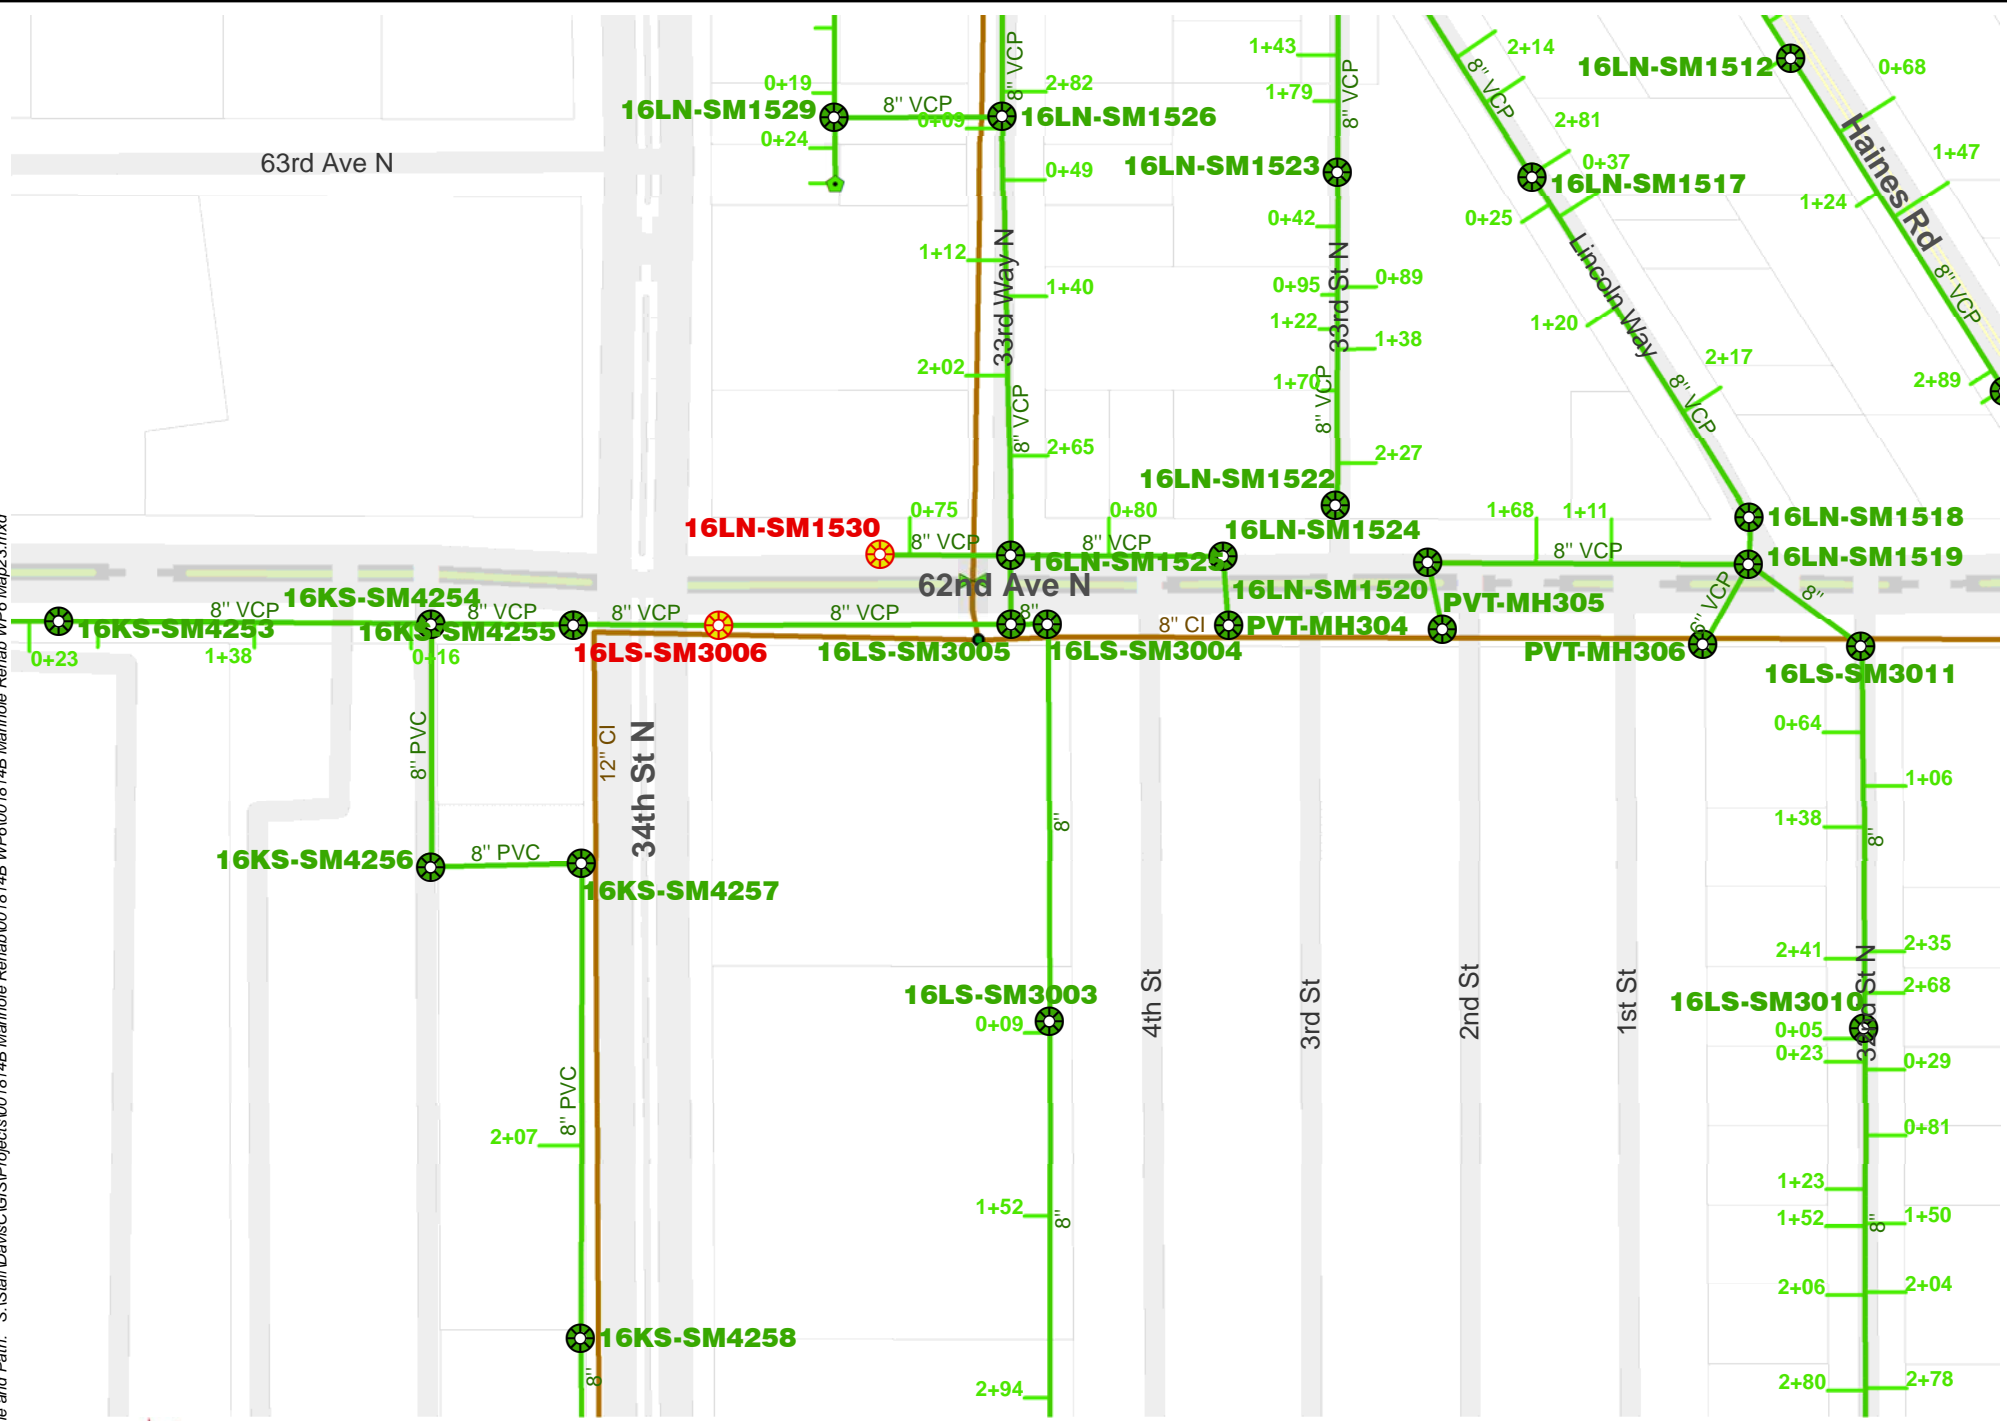 1+43
2+14
16LN-SM1512
0+68
8" VCP
8" VCP
8" VCP
0+19
2+82
1+79
2+81
16LN-SM1529
8" VCP
0+09
16LN-SM1526
Haines Rd
0+24
63rd Ave N
16LN-SM1523
0+37
16LN-SM1517
1+47
0+49
1+24
0+42
0+25
1+12
33rd Way N
33rd St N
Lincoln Way
8" VCP
1+40
0+95
0+89
1+22
1+20
1+38
2+02
1+70
2+17
2+89
8" VCP
8" VCP
8" VCP
2+65
2+27
16LN-SM1522
0+75
0+80
1+68
1+11
16LN-SM1530
16LN-SM1524
16LN-SM1518
8" VCP
8" VCP
8" VCP
16LN-SM1519
62nd Ave N
16LN-SM1520
PVT-MH305
6" VCP
8"
16KS-SM4254
8" VCP
8" VCP
8" VCP
8" VCP
8"
8" CI
PVT-MH304
16KS-SM4253
16KS-SM4255
16LS-SM3006
16LS-SM3005
16LS-SM3004
PVT-MH306
0+23
1+38
0+16
16LS-SM3011
8" PVC
12" CI
34th St N
0+64
1+06
8"
1+38
8"
16KS-SM4256
8" PVC
16KS-SM4257
2+41
2+35
2+68
16LS-SM3003
0+09
4th St
3rd St
2nd St
1st St
16LS-SM3010
32nd St N
0+05
0+23
0+29
8" PVC
2+07
0+81
1+23
1+52
8"
1+52
8"
1+50
2+06
2+04
16KS-SM4258
8"
2+94
2+80
2+78